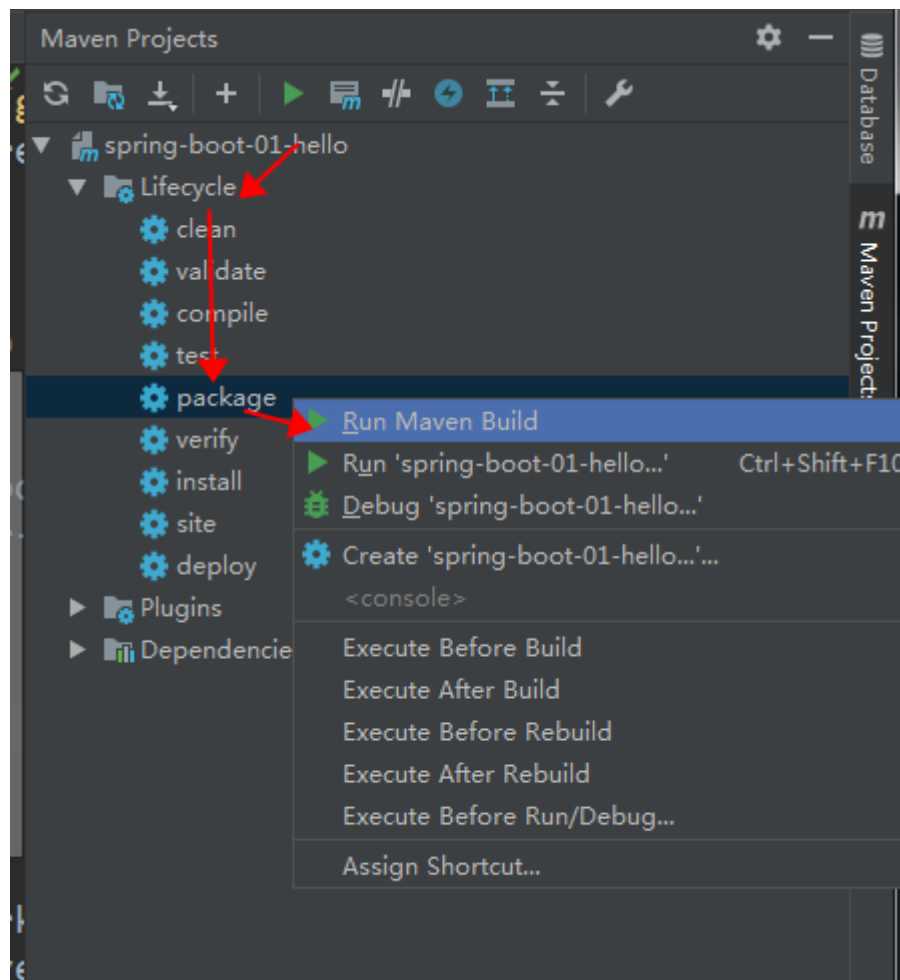 Maven Projects
spring-boot-01-hello
Lifecycle
clean
validate
compile
test
package
verify
install
site
deploy
Plugins
Dependencie
Run Maven Build
Run 'spring-boot-01-hello...' Ctrl+Shift+F10
Debug 'spring-boot-01-hello...'
Create 'spring-boot-01-hello...'...
<console>
Execute Before Build
Execute After Build
Execute Before Rebuild
Execute After Rebuild
Execute Before Run/Debug...
Assign Shortcut...
Database
m Maven Projects